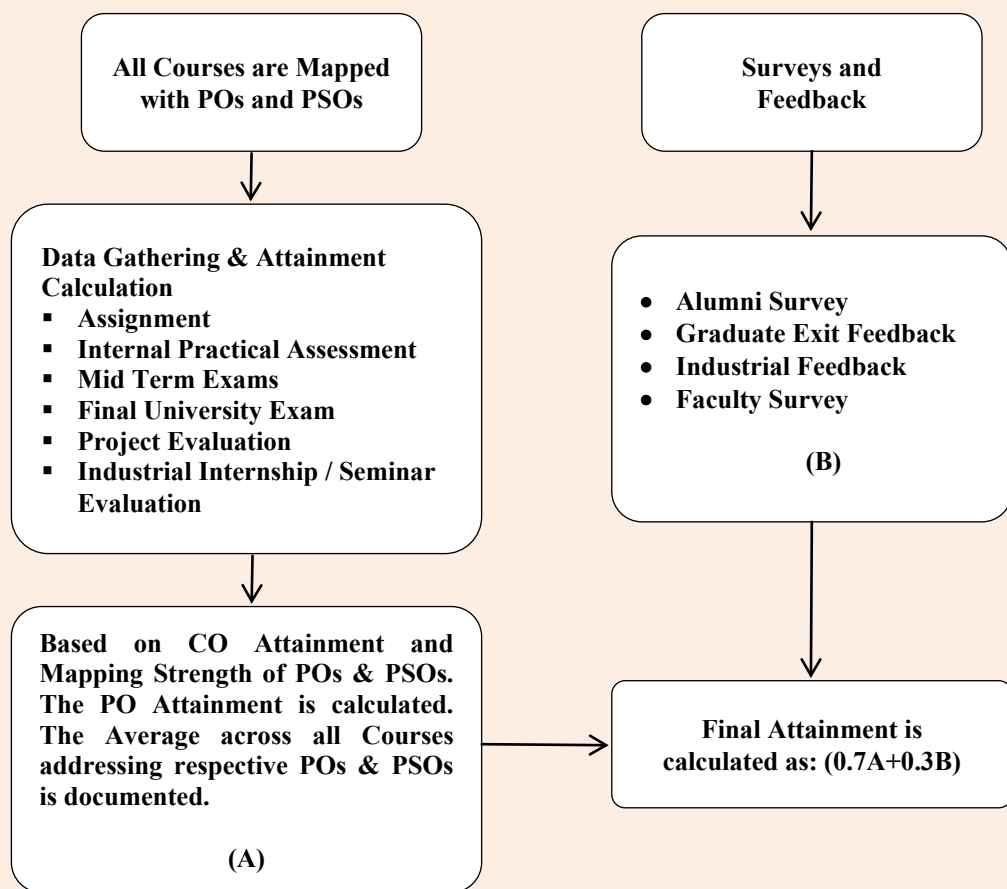 All Courses are Mapped
with POs and PSOs
Data Gathering & Attainment
Calculation
▪ Assignment
▪ Internal Practical Assessment
▪ Mid Term Exams
▪ Final University Exam
▪ Project Evaluation
▪ Industrial Internship / Seminar
Evaluation
Based on CO Attainment and
Mapping Strength of POs & PSOs.
The PO Attainment is calculated.
The Average across all Courses
addressing respective POs & PSOs
is documented.
(A)
Surveys and
Feedback
● Alumni Survey
● Graduate Exit Feedback
● Industrial Feedback
● Faculty Survey
(B)
Final Attainment is
calculated as: (0.7A+0.3B)